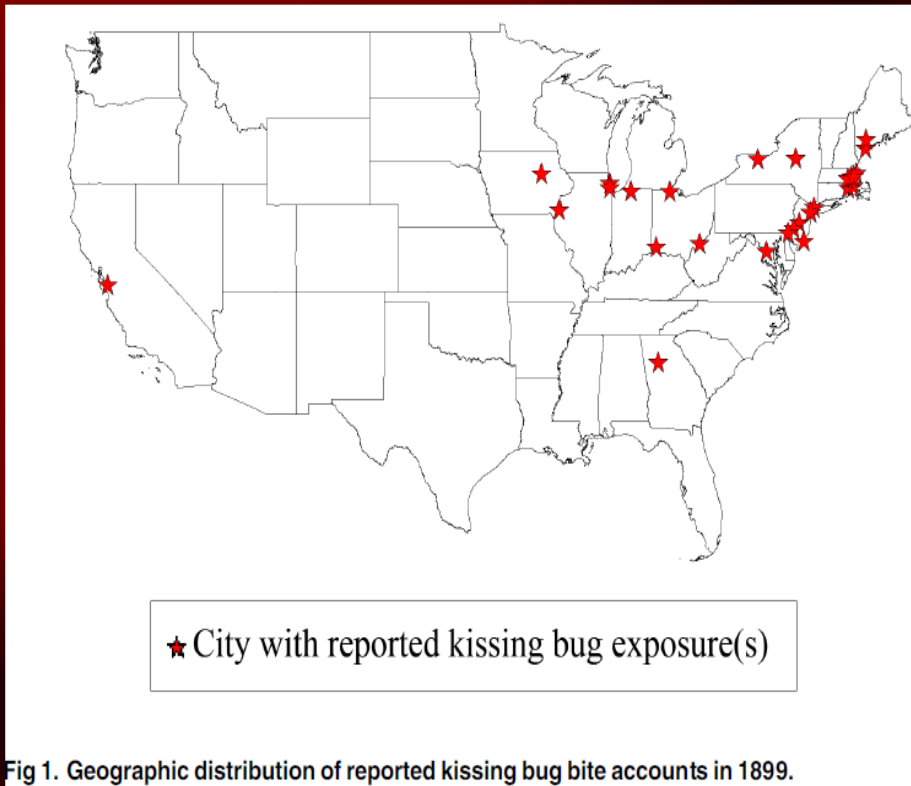 City with reported kissing bug exposure(s)
Fig 1. Geographic distribution of reported kissing bug bite accounts in 1899.